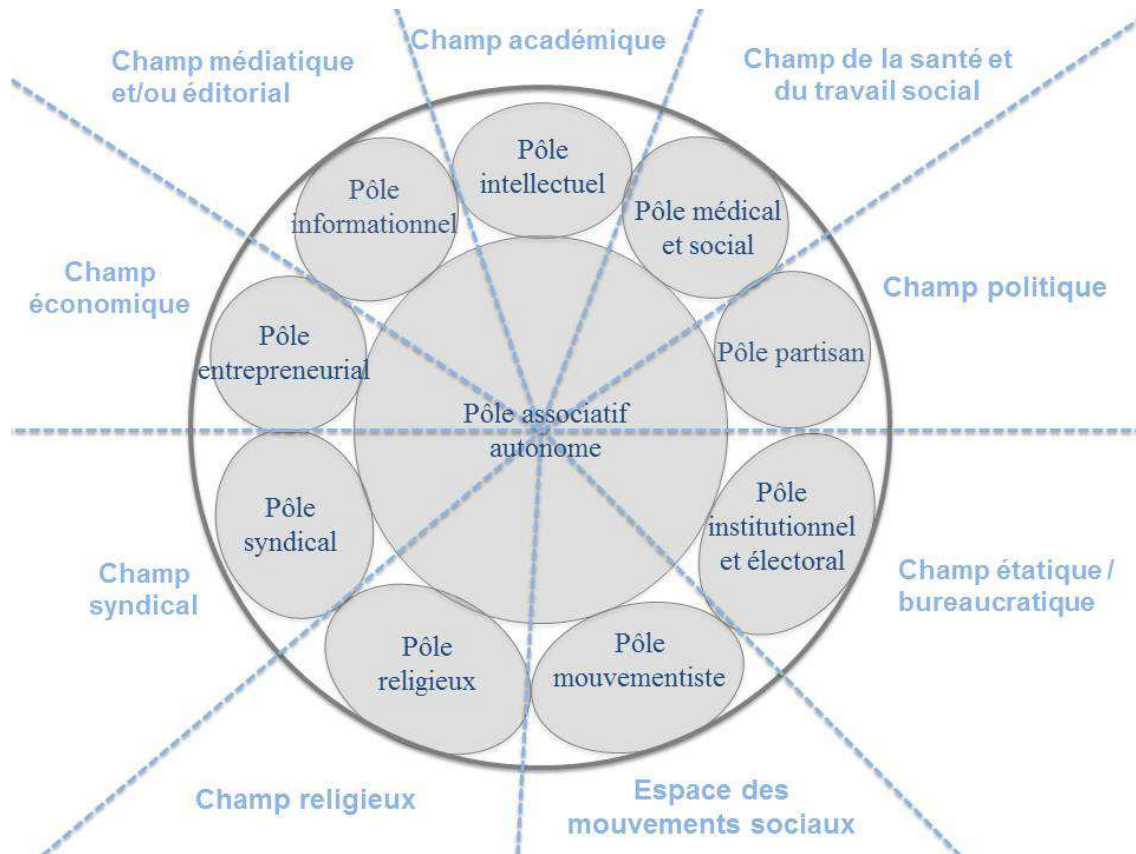 Champ académique
Champ médiatique
et/ou éditorial
Champ de la santé et
du travail social
Pôle
intellectuel
Pôle
informationnel
Pôle médical
et social
Champ
économique
Champ politique
Pôle
entrepreneurial
Pôle partisan
Pôle associatif
autonome
Pôle
syndical
Pôle
institutionnel
et électoral
Champ
syndical
Champ étatique /
bureaucratique
Pôle
religieux
Pôle
mouvementiste
Champ religieux
Espace des
mouvements sociaux